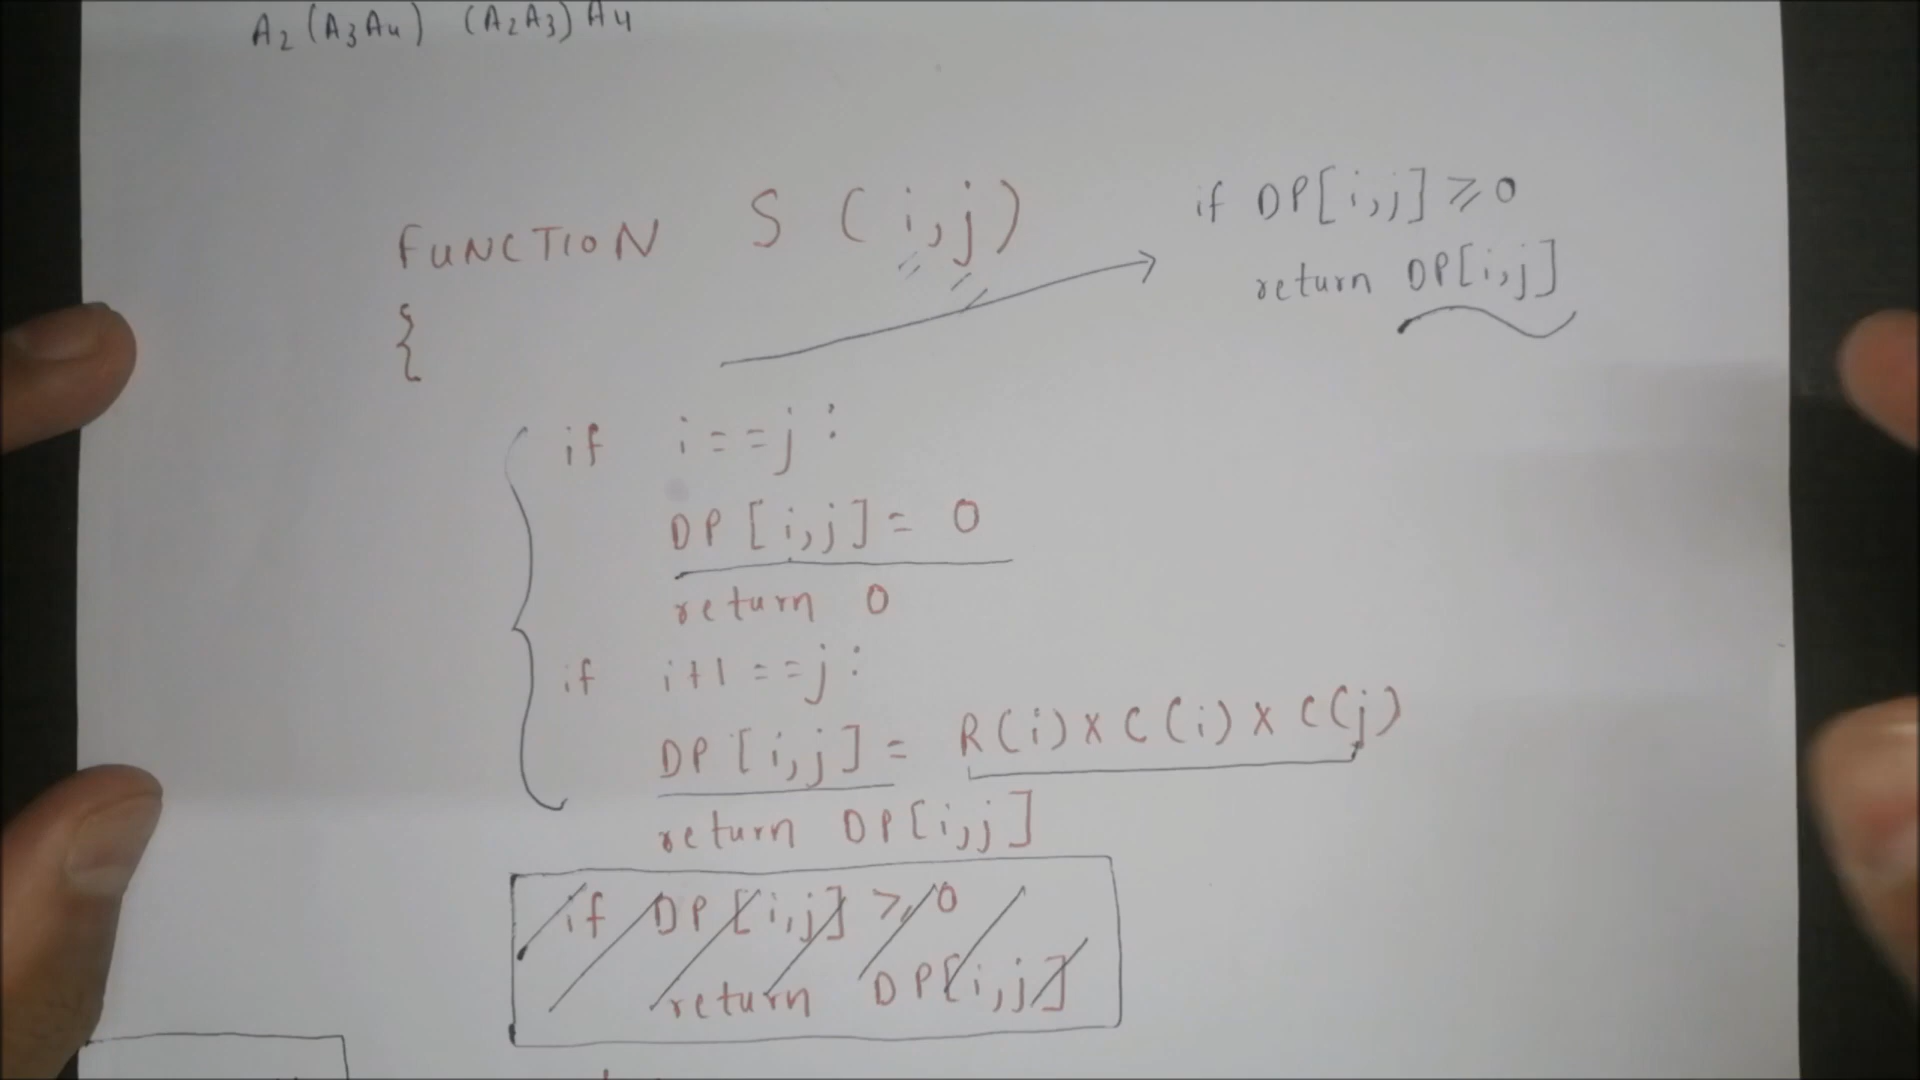 A2 (A3A4) (A2A3) A4
FUNCTION S (i,j)
{
if DP[i,j] ⩾ 0
return DP[i,j]
if i==j :
DP [i,j] = 0
return 0
if i+1 ==j :
DP [i,j] = R(i) x C(i) x C(j)
return DP[i,j]
if DP [i,j] ⩾ 0
return DP[i,j]